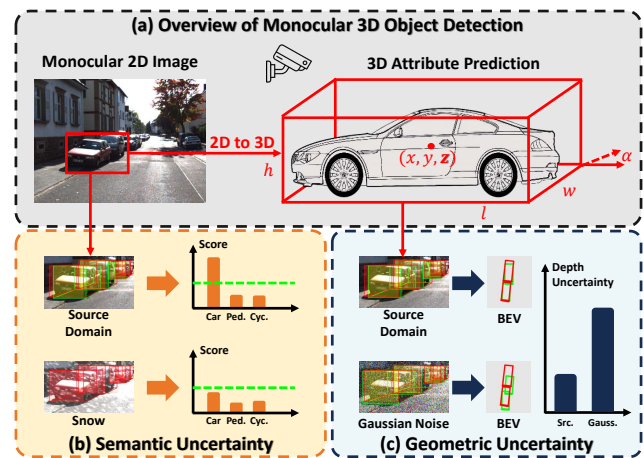 (a) Overview of Monocular 3D Object Detection
Monocular 2D Image
3D Attribute Prediction
2D to 3D
(x, y, z)
h
α
w
l
Score
Car Ped. Cyc.
Source
Domain
Score
Car Ped. Cyc.
Snow
(b) Semantic Uncertainty
Source
Domain
BEV
Gaussian Noise
BEV
Depth
Uncertainty
Src. Gauss.
(c) Geometric Uncertainty